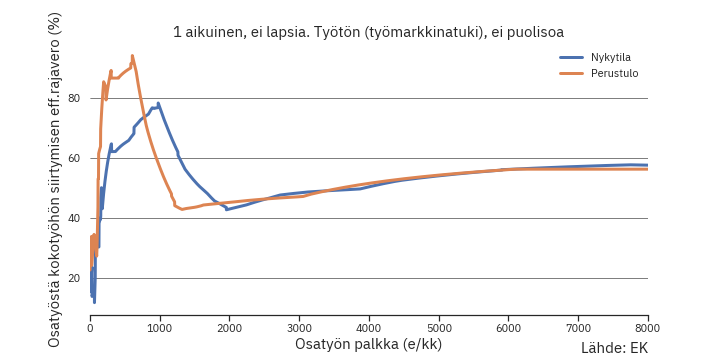 1 aikuinen, ei lapsia. Työtön (työmarkkinatuki), ei puolisoa
Nykytila
Perustulo
Osatyöstä kokotyöhön siirtymisen eff.rajavero (%)
80
60
40
20
0 1000 2000 3000 4000 5000 6000 7000 8000
Osatyön palkka (e/kk)
Lähde: EK